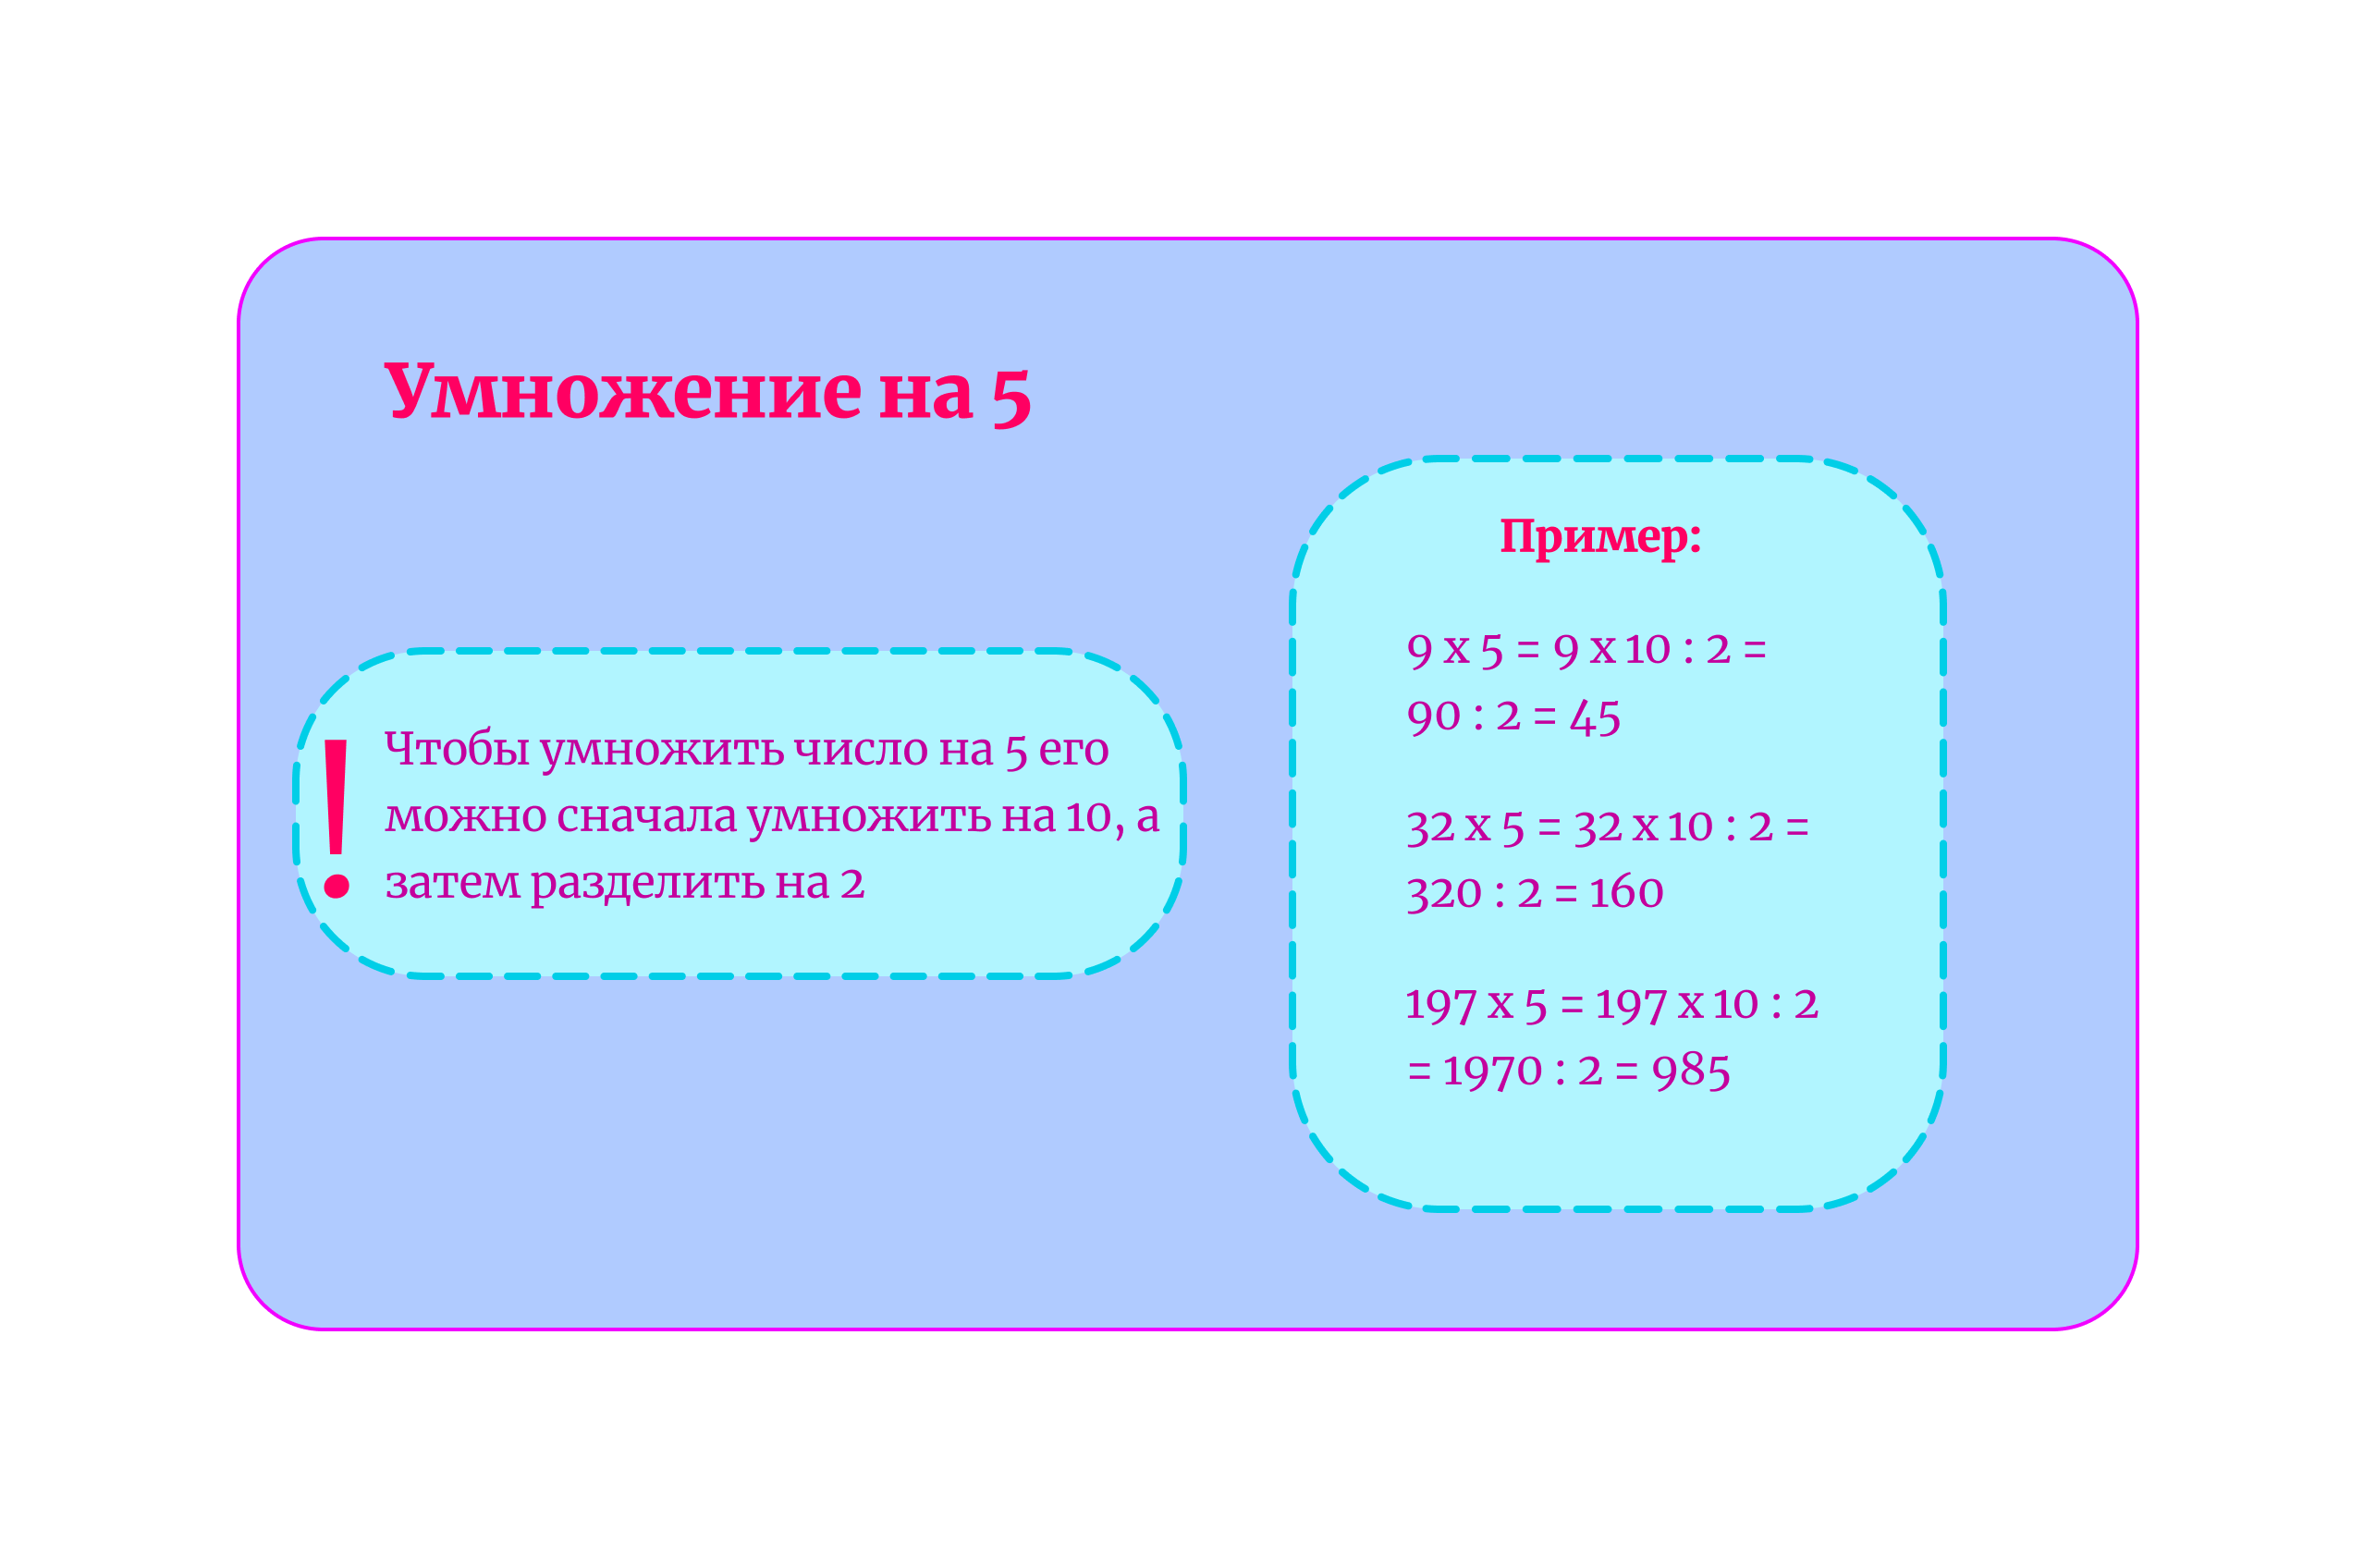 Умножение на 5
!
Чтобы умножить число на 5 его
можно сначала умножить на 10, а
затем разделить на 2
Пример:
9 х 5 = 9 х 10 : 2 =
90 : 2 = 45
32 х 5 = 32 х 10 : 2 =
320 : 2 = 160
197 х 5 = 197 х 10 : 2
= 1970 : 2 = 985